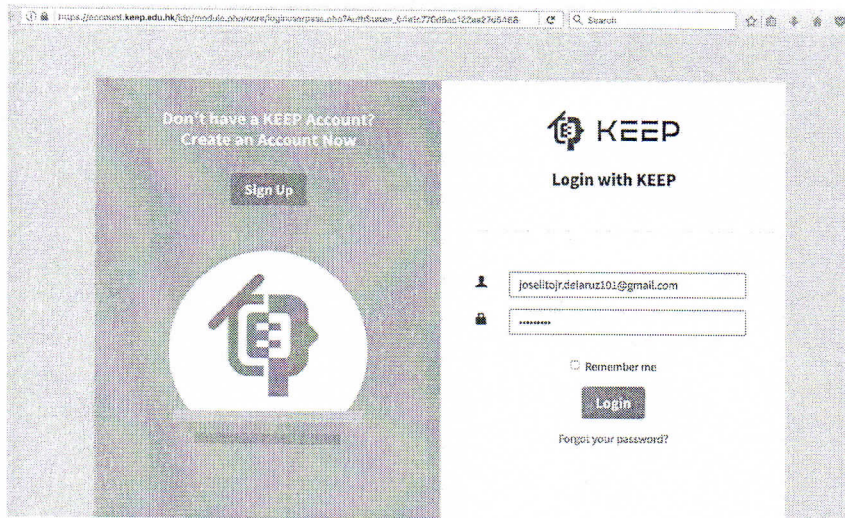 Search
Don't have a KEEP Account?
Create an Account Now
Sign Up
KEEP
Login with KEEP
joselitojr.delaruz101@gmail.com
Remember me
Login
Forgot your password?